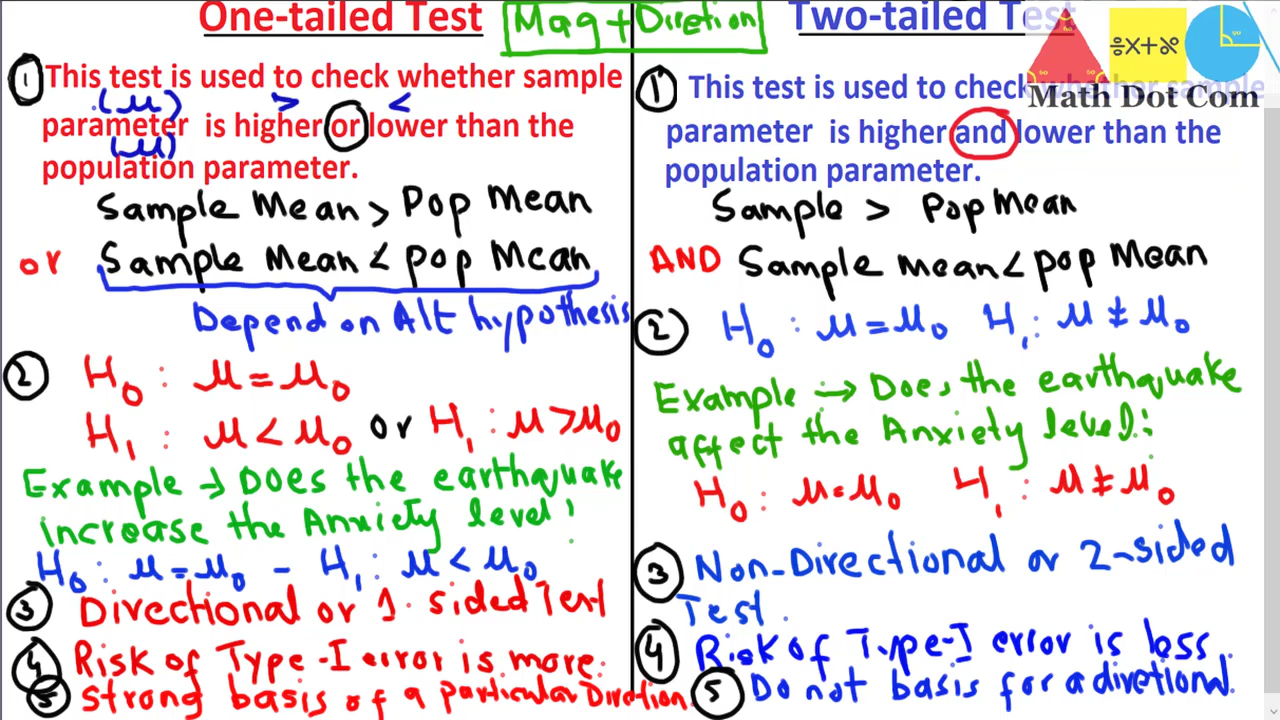 One-tailed Test
Mag + Diretion
① This test is used to check whether sample
(μ) > <
parameter is higher or lower than the
(μ)
population parameter.
Sample Mean > Pop Mean
or Sample Mean < Pop Mean
Depend on Alt hypothesis
② H₀ : μ = μ₀
H₁ : μ < μ₀ or H₁ : μ > μ₀
Example → Does the earthquake
increase the Anxiety level?
H₀ : μ = μ₀ - H₁ : μ < μ₀
③ Directional or 1 sided Test
④ Risk of Type-I error is more.
⑤ Strong basis of a particular Direction.
Two-tailed Test
÷×+
Math Dot Com
① This test is used to check whether sample
parameter is higher and lower than the
population parameter.
Sample > Pop Mean
AND Sample Mean < pop Mean
② H₀ : μ = μ₀ H₁ : μ ≠ μ₀
Example → Does the earthquake
affect the Anxiety level.:
H₀ : μ = μ₀ H₁ : μ ≠ μ₀
③ Non-Directional or 2-sided
Test.
④ Risk of Type-I error is less.
⑤ Do not basis for a diretional.